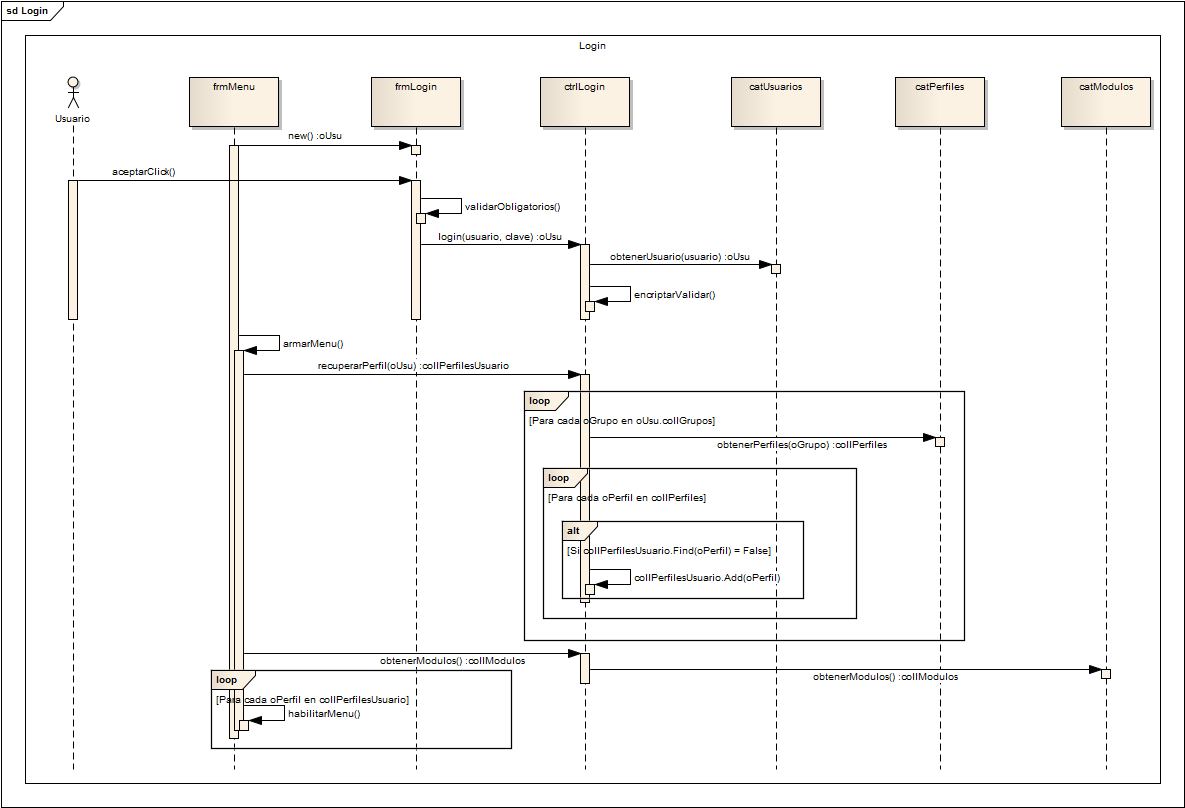 sd Login
Login
Usuario
frmMenu
frmLogin
ctrlLogin
catUsuarios
catPerfiles
catModulos
new() :oUsu
aceptarClick()
validarObligatorios()
login(usuario, clave) :oUsu
obtenerUsuario(usuario) :oUsu
encriptarValidar()
armarMenu()
recuperarPerfil(oUsu) :collPerfilesUsuario
loop
[Para cada oGrupo en oUsu.collGrupos]
obtenerPerfiles(oGrupo) :collPerfiles
loop
[Para cada oPerfil en collPerfiles]
alt
[Si collPerfilesUsuario.Find(oPerfil) = False]
collPerfilesUsuario.Add(oPerfil)
obtenerModulos() :collModulos
obtenerModulos() :collModulos
loop
[Para cada oPerfil en collPerfilesUsuario]
habilitarMenu()